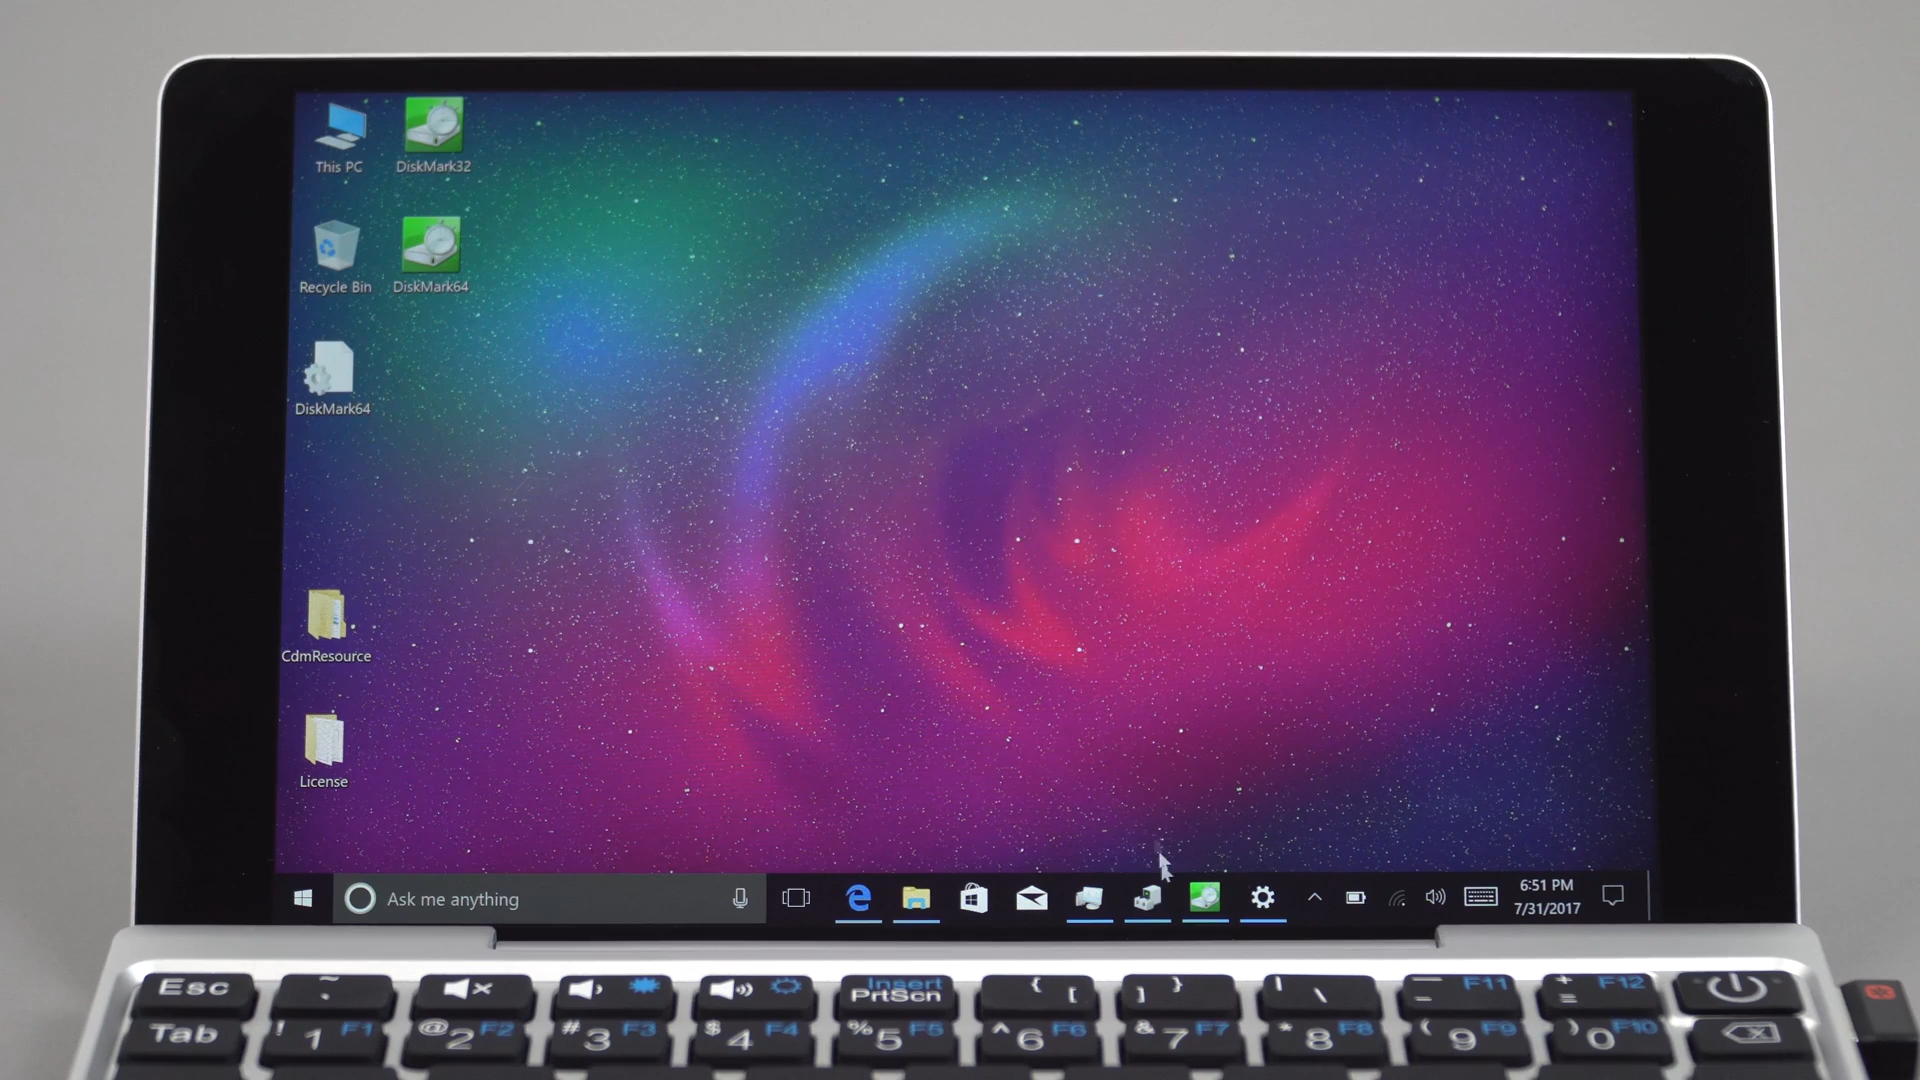 This PC
DiskMark32
Recycle Bin
DiskMark64
DiskMark64
CdmResource
License
Ask me anything
6:51 PM
7/31/2017
Esc
~
Insert
PrtScn
{ [
] }
| \
— F11
-
+ F12
=
Tab
! 1 F1
@ 2 F2
# 3 F3
$ 4 F4
% 5 F5
^ 6 F6
& 7 F7
* 8 F8
( 9 F9
) 0 F10